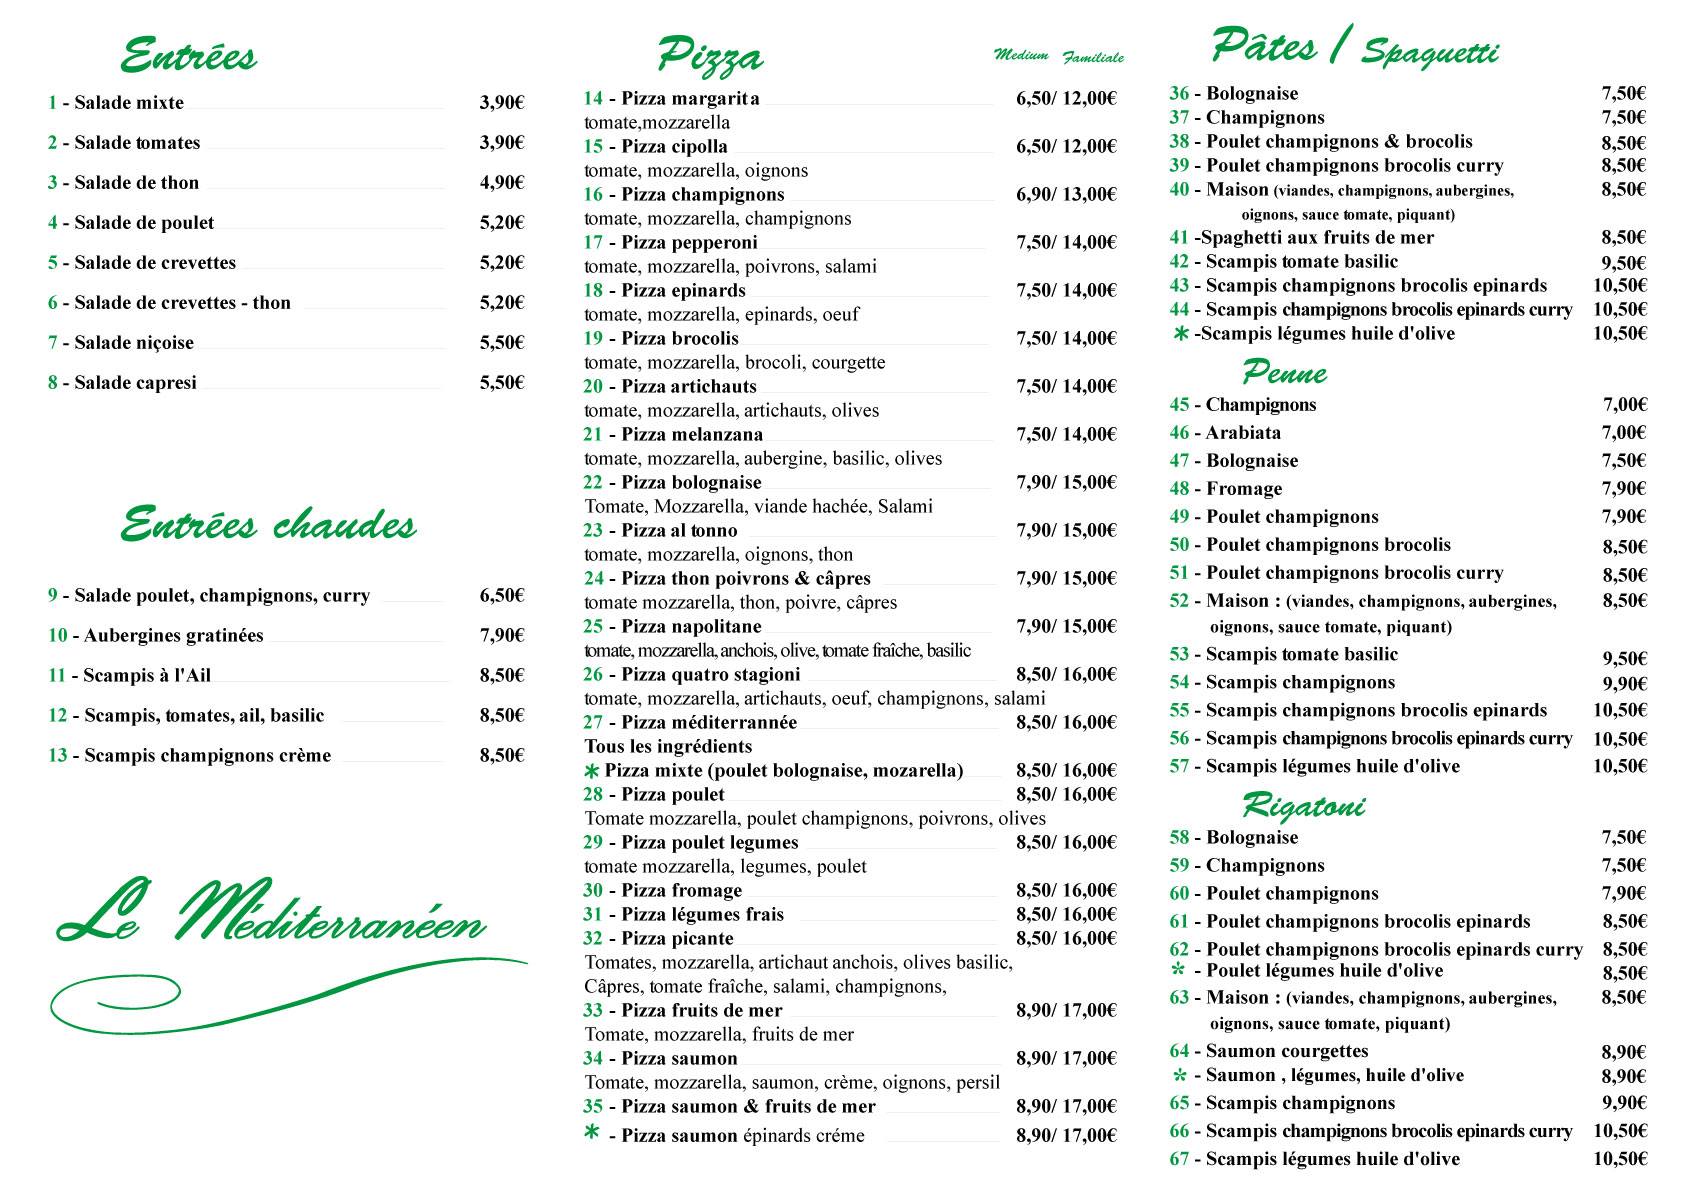 Entrées
1 - Salade mixte 3,90€
2 - Salade tomates 3,90€
3 - Salade de thon 4,90€
4 - Salade de poulet 5,20€
5 - Salade de crevettes 5,20€
6 - Salade de crevettes - thon 5,20€
7 - Salade niçoise 5,50€
8 - Salade capresi 5,50€
Entrées chaudes
9 - Salade poulet, champignons, curry 6,50€
10 - Aubergines gratinées 7,90€
11 - Scampis à l'Ail 8,50€
12 - Scampis, tomates, ail, basilic 8,50€
13 - Scampis champignons crème 8,50€
Le Méditerranéen
Pizza Medium Familiale
14 - Pizza margarita 6,50/ 12,00€
tomate,mozzarella
15 - Pizza cipolla 6,50/ 12,00€
tomate, mozzarella, oignons
16 - Pizza champignons 6,90/ 13,00€
tomate, mozzarella, champignons
17 - Pizza pepperoni 7,50/ 14,00€
tomate, mozzarella, poivrons, salami
18 - Pizza epinards 7,50/ 14,00€
tomate, mozzarella, epinards, oeuf
19 - Pizza brocolis 7,50/ 14,00€
tomate, mozzarella, brocoli, courgette
20 - Pizza artichauts 7,50/ 14,00€
tomate, mozzarella, artichauts, olives
21 - Pizza melanzana 7,50/ 14,00€
tomate, mozzarella, aubergine, basilic, olives
22 - Pizza bolognaise 7,90/ 15,00€
Tomate, Mozzarella, viande hachée, Salami
23 - Pizza al tonno 7,90/ 15,00€
tomate, mozzarella, oignons, thon
24 - Pizza thon poivrons & câpres 7,90/ 15,00€
tomate mozzarella, thon, poivre, câpres
25 - Pizza napolitane 7,90/ 15,00€
tomate, mozzarella, anchois, olive, tomate fraîche, basilic
26 - Pizza quatro stagioni 8,50/ 16,00€
tomate, mozzarella, artichauts, oeuf, champignons, salami
27 - Pizza méditerrannée 8,50/ 16,00€
Tous les ingrédients
* Pizza mixte (poulet bolognaise, mozarella) 8,50/ 16,00€
28 - Pizza poulet 8,50/ 16,00€
Tomate mozzarella, poulet champignons, poivrons, olives
29 - Pizza poulet legumes 8,50/ 16,00€
tomate mozzarella, legumes, poulet
30 - Pizza fromage 8,50/ 16,00€
31 - Pizza légumes frais 8,50/ 16,00€
32 - Pizza picante 8,50/ 16,00€
Tomates, mozzarella, artichaut anchois, olives basilic,
Câpres, tomate fraîche, salami, champignons,
33 - Pizza fruits de mer 8,90/ 17,00€
Tomate, mozzarella, fruits de mer
34 - Pizza saumon 8,90/ 17,00€
Tomate, mozzarella, saumon, crème, oignons, persil
35 - Pizza saumon & fruits de mer 8,90/ 17,00€
* - Pizza saumon épinards créme 8,90/ 17,00€
Pâtes / Spaguetti
36 - Bolognaise 7,50€
37 - Champignons 7,50€
38 - Poulet champignons & brocolis 8,50€
39 - Poulet champignons brocolis curry 8,50€
40 - Maison (viandes, champignons, aubergines, 8,50€
oignons, sauce tomate, piquant)
41 -Spaghetti aux fruits de mer 8,50€
42 - Scampis tomate basilic 9,50€
43 - Scampis champignons brocolis epinards 10,50€
44 - Scampis champignons brocolis epinards curry 10,50€
* -Scampis légumes huile d'olive 10,50€
Penne
45 - Champignons 7,00€
46 - Arabiata 7,00€
47 - Bolognaise 7,50€
48 - Fromage 7,90€
49 - Poulet champignons 7,90€
50 - Poulet champignons brocolis 8,50€
51 - Poulet champignons brocolis curry 8,50€
52 - Maison : (viandes, champignons, aubergines, 8,50€
oignons, sauce tomate, piquant)
53 - Scampis tomate basilic 9,50€
54 - Scampis champignons 9,90€
55 - Scampis champignons brocolis epinards 10,50€
56 - Scampis champignons brocolis epinards curry 10,50€
57 - Scampis légumes huile d'olive 10,50€
Rigatoni
58 - Bolognaise 7,50€
59 - Champignons 7,50€
60 - Poulet champignons 7,90€
61 - Poulet champignons brocolis epinards 8,50€
62 - Poulet champignons brocolis epinards curry 8,50€
* - Poulet légumes huile d'olive 8,50€
63 - Maison : (viandes, champignons, aubergines, 8,50€
oignons, sauce tomate, piquant)
64 - Saumon courgettes 8,90€
* - Saumon , légumes, huile d'olive 8,90€
65 - Scampis champignons 9,90€
66 - Scampis champignons brocolis epinards curry 10,50€
67 - Scampis légumes huile d'olive 10,50€